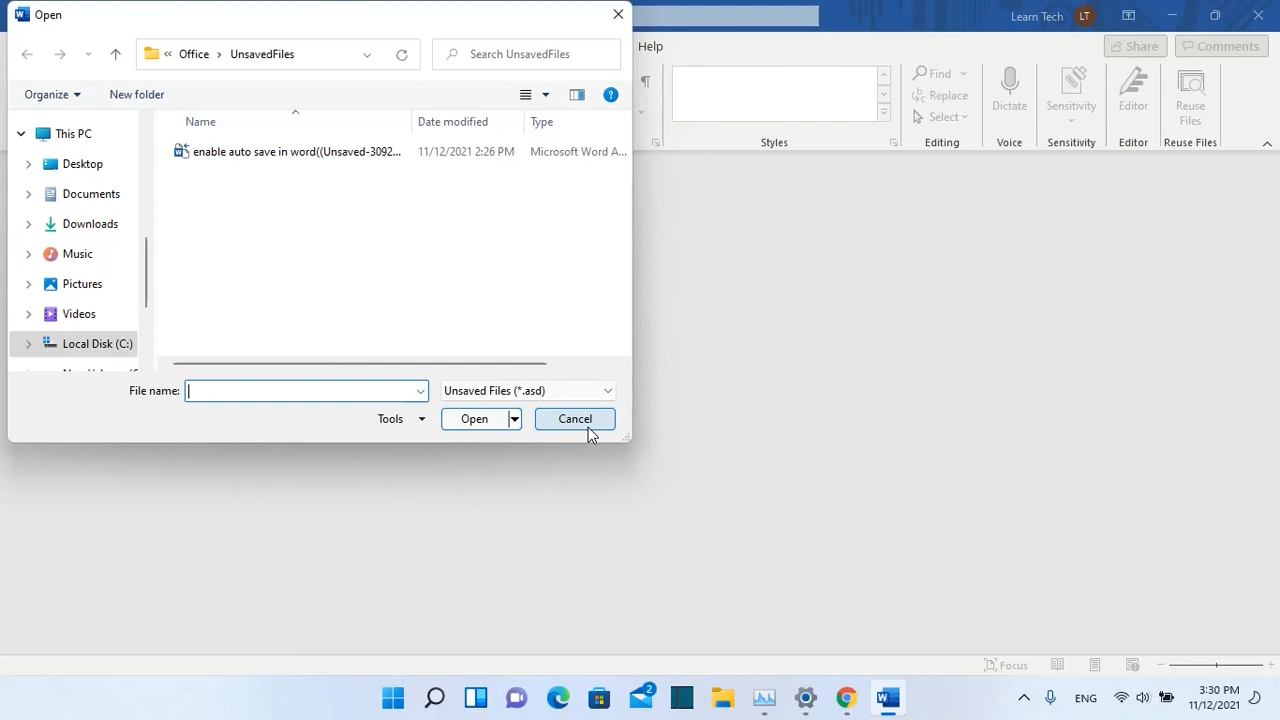 Open
Learn Tech LT
« Office > UnsavedFiles
Search UnsavedFiles
Help
Share
Comments
Organize
New folder
Find
Replace
Select
Dictate
Sensitivity
Editor
Reuse
Files
Styles
Editing
Voice
Sensitivity
Editor
Reuse Files
Name
Date modified
Type
enable auto save in word((Unsaved-3092...
11/12/2021 2:26 PM
Microsoft Word A...
This PC
Desktop
Documents
Downloads
Music
Pictures
Videos
Local Disk (C:)
File name:
Unsaved Files (*.asd)
Tools
Open
Cancel
Focus
2
ENG
3:30 PM
11/12/2021